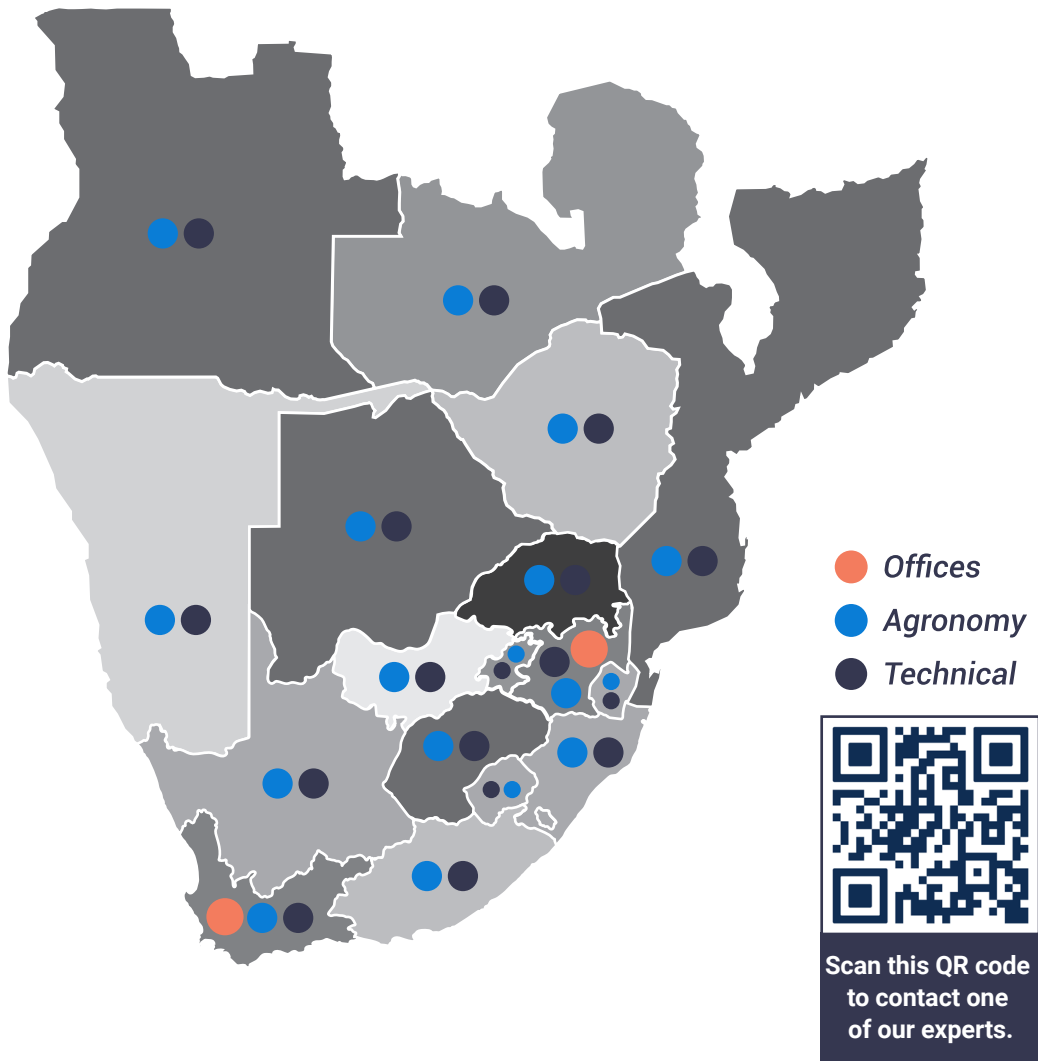 Offices
Agronomy
Technical
Scan this QR code
to contact one
of our experts.